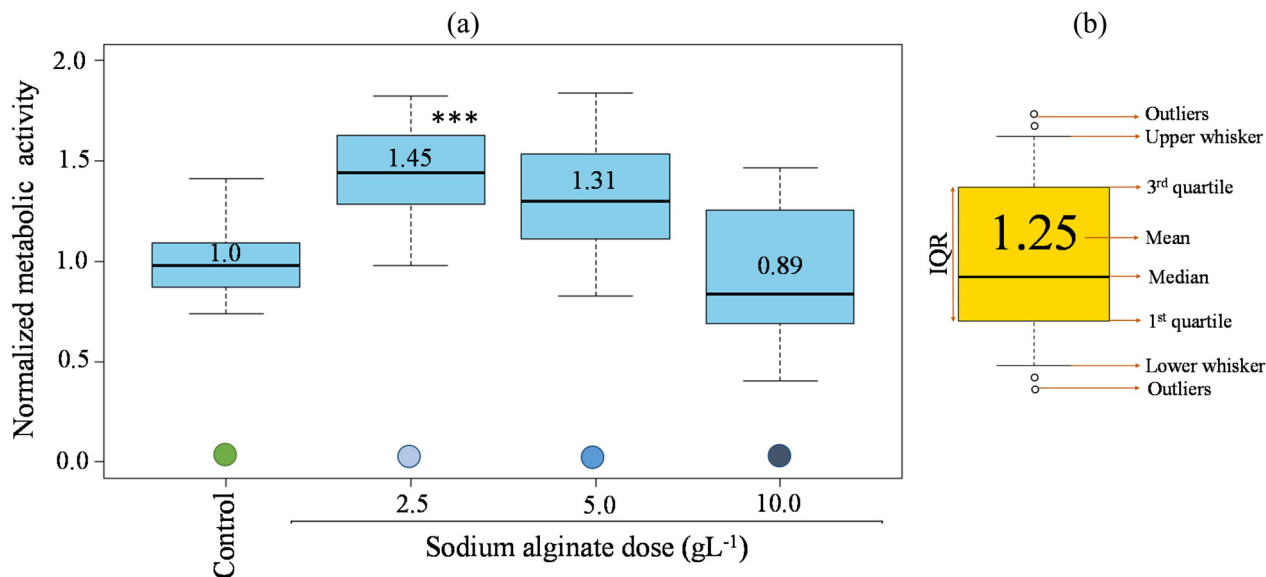 (a)
Normalized metabolic activity
2.0
1.5
1.0
0.5
0.0
1.0
1.45
***
1.31
0.89
Control
2.5
5.0
10.0
Sodium alginate dose (gL⁻¹)
(b)
IQR
1.25
Outliers
Upper whisker
3ʳᵈ quartile
Mean
Median
1ˢᵗ quartile
Lower whisker
Outliers